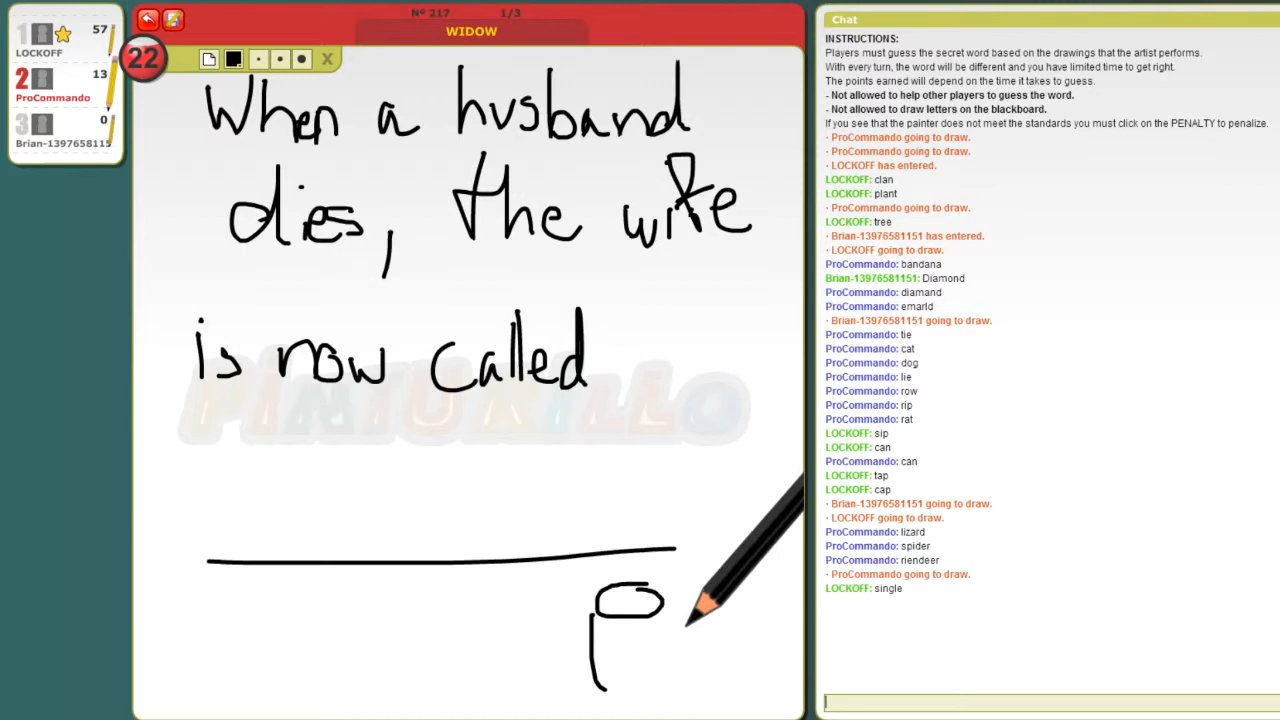 Nº 217 1/3
WIDOW
1 57
LOCKOFF
2 13
ProCommando
3 0
Brian-1397658115
22
X
When a husband
dies, the wife
is now called
PINTURILLO
Chat
INSTRUCTIONS:
Players must guess the secret word based on the drawings that the artist performs.
With every turn, the word will be different and you have limited time to get right.
The points earned will depend on the time it takes to guess.
- Not allowed to help other players to guess the word.
- Not allowed to draw letters on the blackboard.
If you see that the painter does not meet the standards you must click on the PENALTY to penalize.
· ProCommando going to draw.
· ProCommando going to draw.
· LOCKOFF has entered.
LOCKOFF: clan
LOCKOFF: plant
· ProCommando going to draw.
LOCKOFF: tree
· Brian-13976581151 has entered.
· LOCKOFF going to draw.
ProCommando: bandana
Brian-13976581151: Diamond
ProCommando: diamand
ProCommando: emarld
· Brian-13976581151 going to draw.
ProCommando: tie
ProCommando: cat
ProCommando: dog
ProCommando: lie
ProCommando: row
ProCommando: rip
ProCommando: rat
LOCKOFF: sip
LOCKOFF: can
ProCommando: can
LOCKOFF: tap
LOCKOFF: cap
· Brian-13976581151 going to draw.
· LOCKOFF going to draw.
ProCommando: lizard
ProCommando: spider
ProCommando: riendeer
· ProCommando going to draw.
LOCKOFF: single